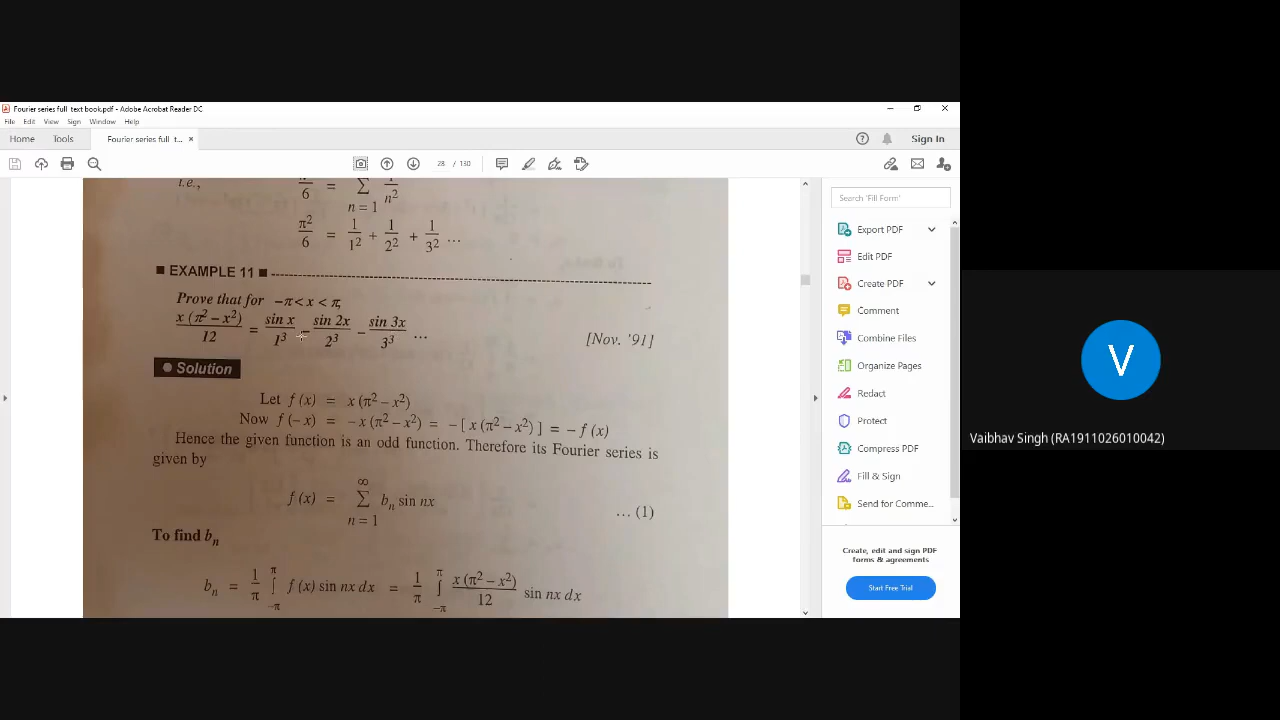 Fourier series full text book.pdf - Adobe Acrobat Reader DC
File Edit View Sign Window Help
Home Tools Fourier series full t... × Sign In
28 / 130
i.e., π²/6 = ∞ Σ n = 1 1/n²
π²/6 = 1/1² + 1/2² + 1/3² ...
■ EXAMPLE 11 ■
Prove that for −π < x < π,
x (π² − x²)/12 = sin x/1³ − sin 2x/2³ − sin 3x/3³ ... [Nov. '91]
● Solution
Let f (x) = x (π² − x²)
Now f (−x) = −x (π² − x²) = −[ x (π² − x²) ] = − f (x)
Hence the given function is an odd function. Therefore its Fourier series is
given by
f (x) = ∞ Σ n = 1 bₙ sin nx ... (1)
To find bₙ
bₙ = 1/π π ∫ −π f (x) sin nx dx = 1/π π ∫ −π x (π² − x²)/12 sin nx dx
Search 'Fill Form'
Export PDF
Edit PDF
Create PDF
Comment
Combine Files
Organize Pages
Redact
Protect
Compress PDF
Fill & Sign
Send for Comme...
Create, edit and sign PDF
forms & agreements
Start Free Trial
V
Vaibhav Singh (RA1911026010042)